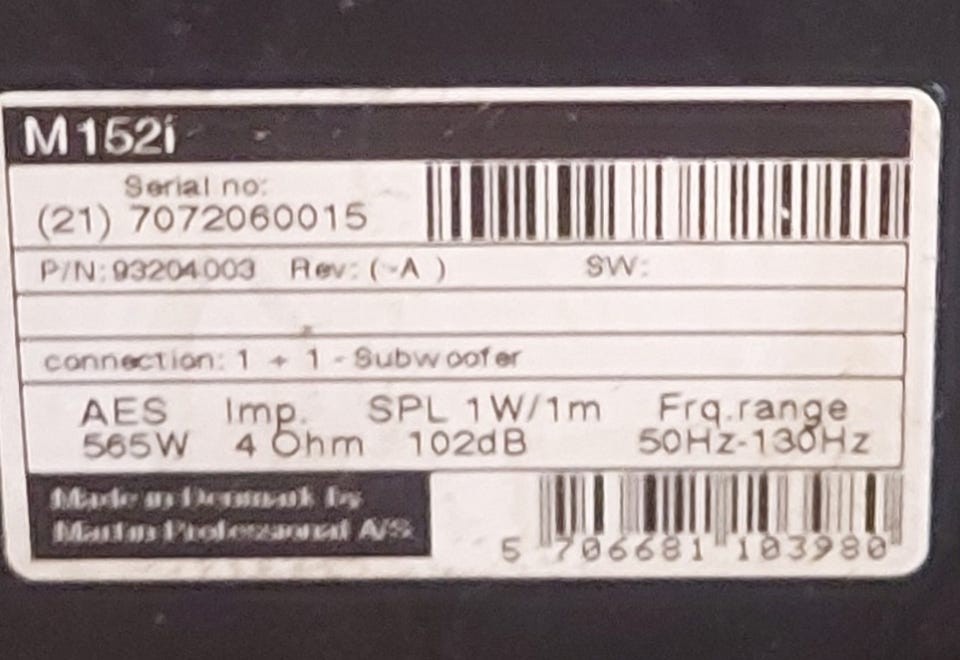 M152i
Serial no:
(21) 7072060015
P/N:93204003 Rev: (-A ) SW:
connection: 1 + 1 - Subwoofer
AES Imp. SPL 1W/1m Frq.range
565W 4 Ohm 102dB 50Hz-130Hz
Made in Denmark by
Martin Professional A/S
5 706681 103980